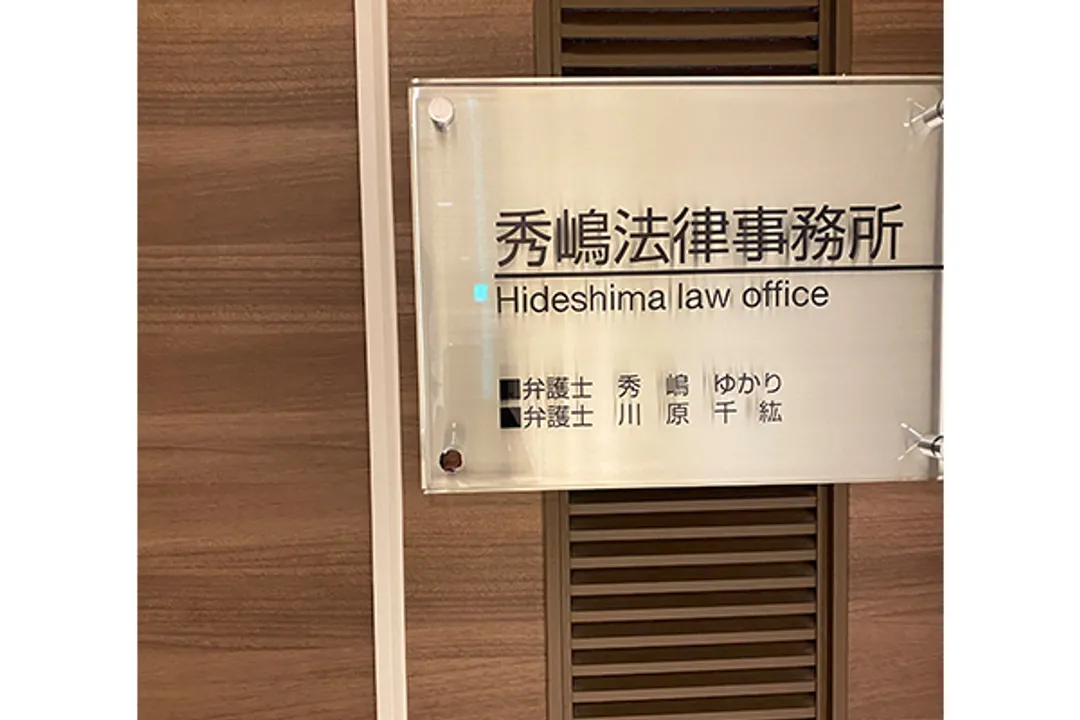 秀嶋法律事務所
Hideshima law office
■弁護士 秀 嶋 ゆかり
■弁護士 川 原 千 紘